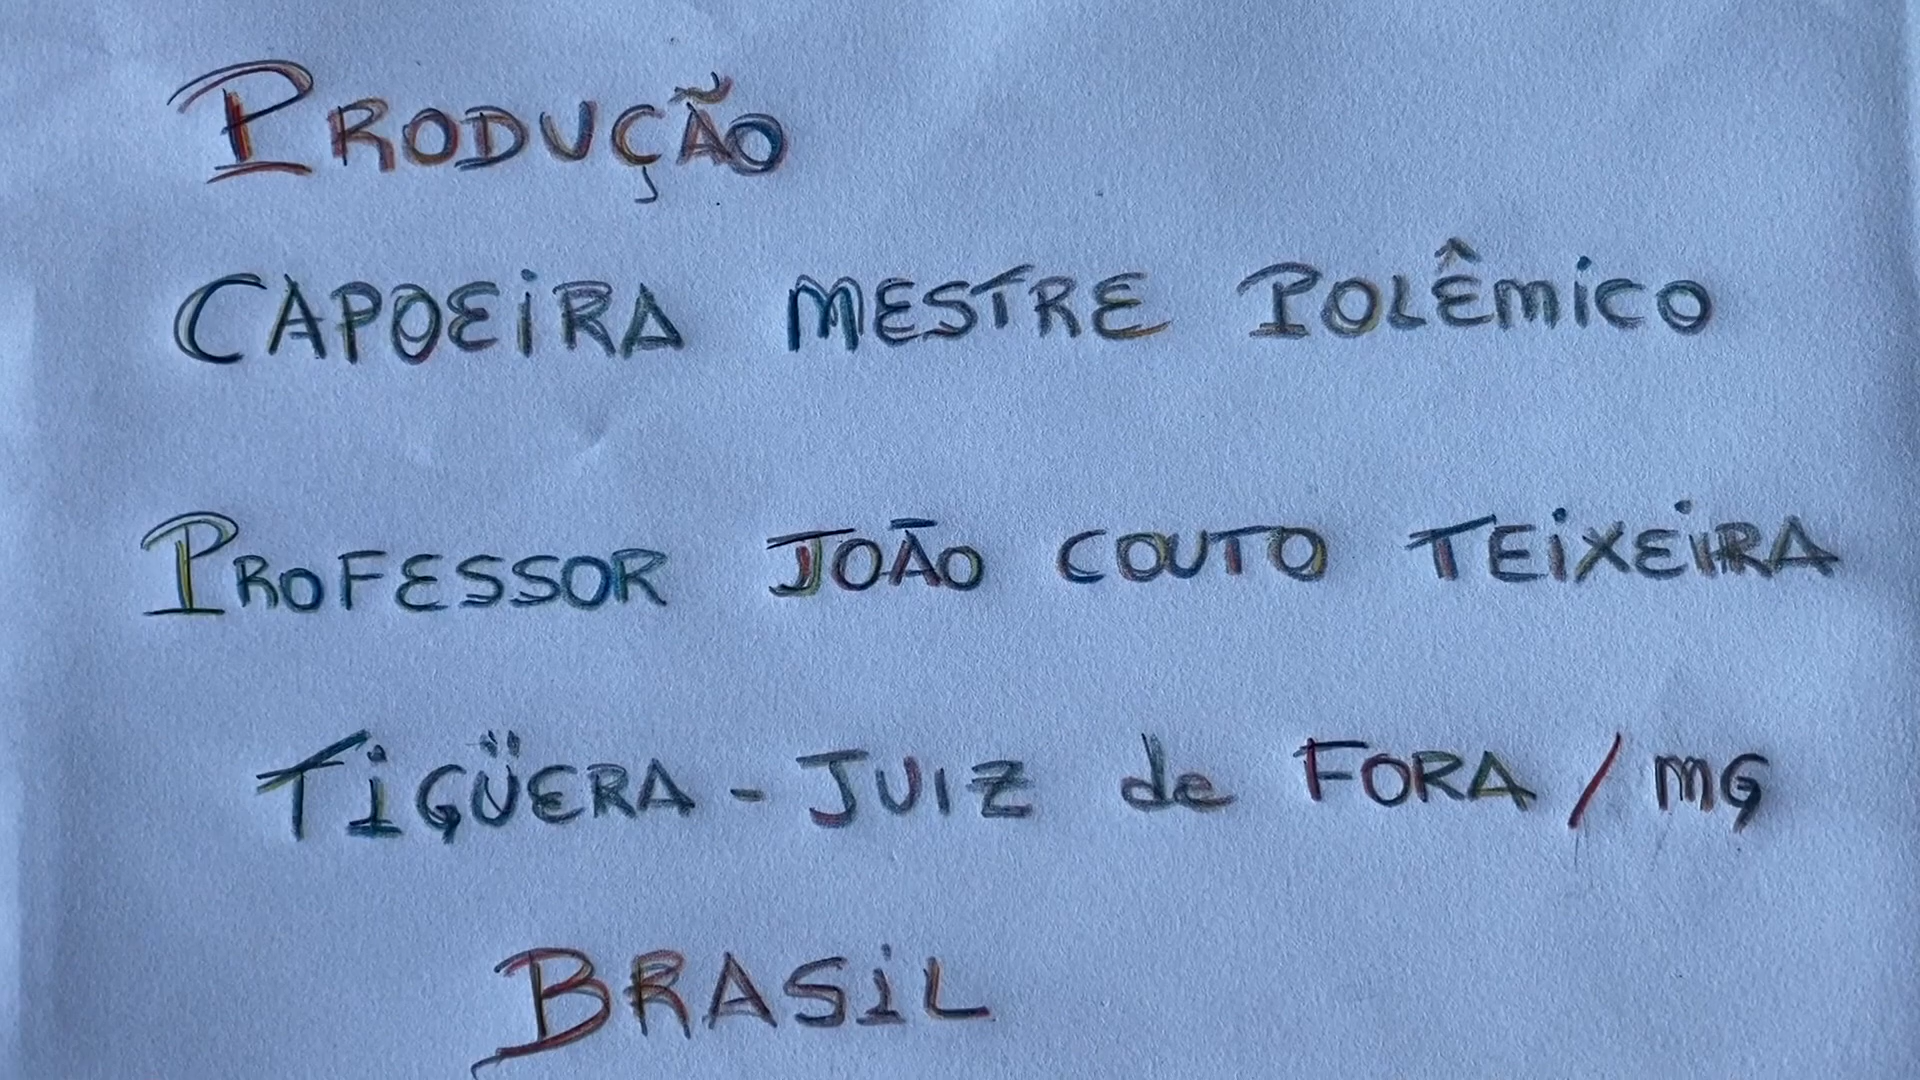 PRODUÇÃO
CAPOEIRA MESTRE POLÊMICO
PROFESSOR JOÃO COUTO TEIXEIRA
TIGÜERA - JUIZ de FORA / MG
BRASIL